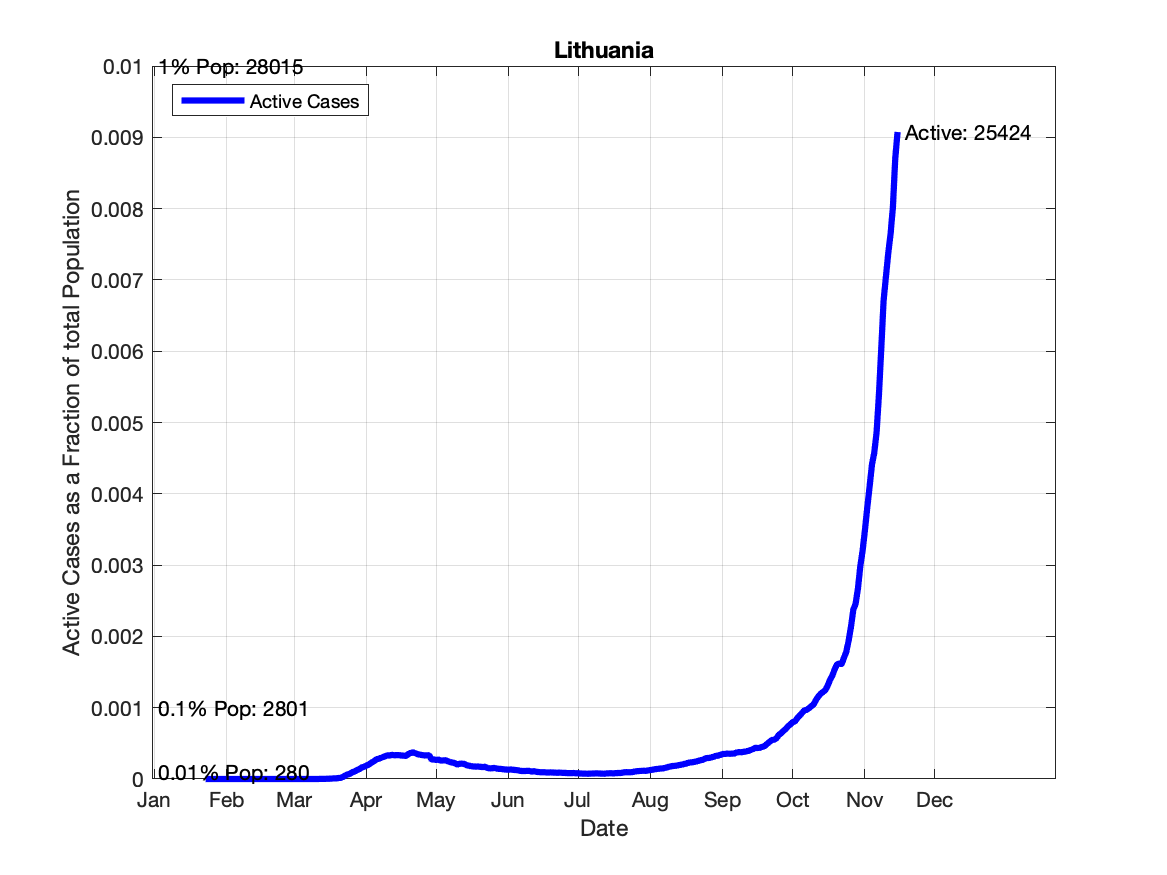 Lithuania
1% Pop: 28015
Active Cases
Active: 25424
0.1% Pop: 2801
0.01% Pop: 280
Active Cases as a Fraction of total Population
0.01
0.009
0.008
0.007
0.006
0.005
0.004
0.003
0.002
0.001
0
Jan Feb Mar Apr May Jun Jul Aug Sep Oct Nov Dec
Date